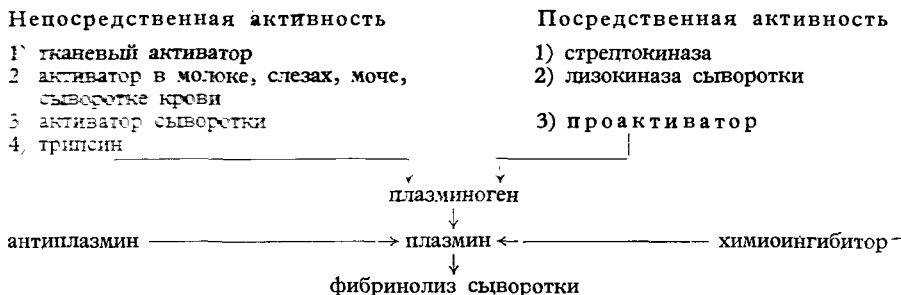 Непосредственная активность
1) тканевый активатор
2 активатор в молоке, слезах, моче,
сыворотке крови
3 активатор сыворотки
4, трипсин
Посредственная активность
1) стрептокиназа
2) лизокиназа сыворотки
3) проактиватор
плазминоген
антиплазмин → плазмин ← химиоингибитор
фибринолиз сыворотки